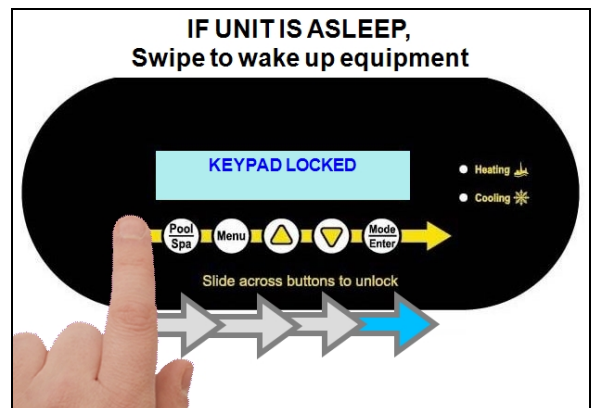 IF UNIT IS ASLEEP,
Swipe to wake up equipment
KEYPAD LOCKED
Heating
Cooling
Pool
Spa
Menu
Mode
Enter
Slide across buttons to unlock